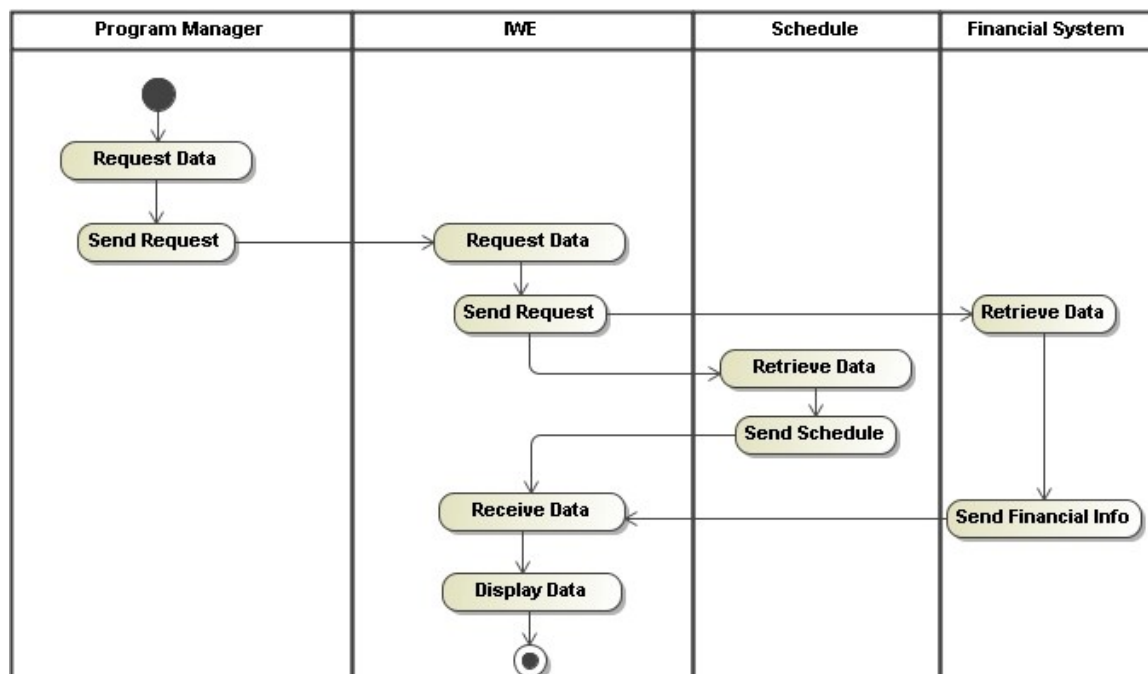 Program Manager IWE Schedule Financial System
Request Data
Send Request Request Data
Send Request Retrieve Data
Retrieve Data
Send Schedule
Receive Data Send Financial Info
Display Data